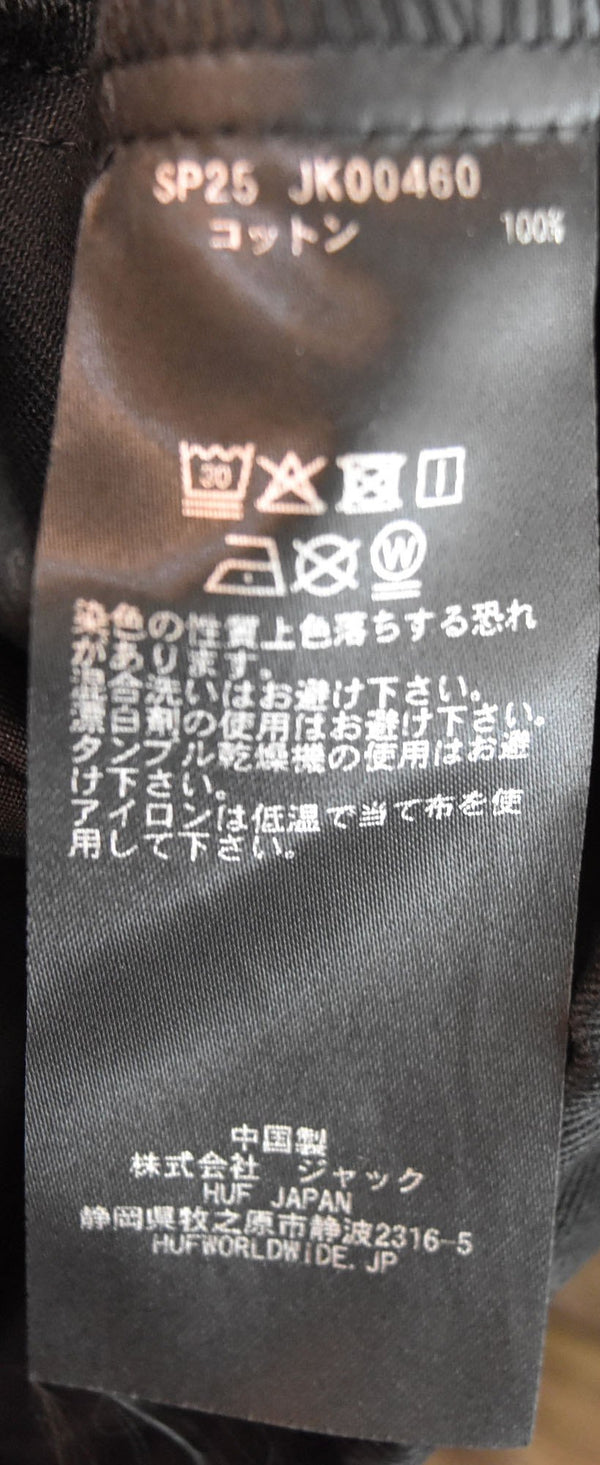 SP25 JK00460
コットン 100%
30
W
染色の性質上色落ちする恐れ
があります。
混合洗いはお避け下さい。
漂白剤の使用はお避け下さい。
タンブル乾燥機の使用はお避
け下さい。
アイロンは低温で当て布を使
用して下さい。
中国製
株式会社 ジャック
HUF JAPAN
静岡県牧之原市静波2316-5
HUFWORLDWIDE.JP